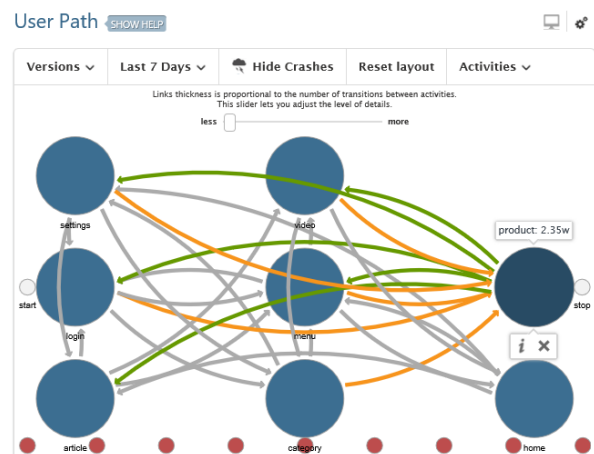 User Path SHOW HELP
Versions Last 7 Days Hide Crashes Reset layout Activities
Links thickness is proportional to the number of transitions between activities.
This slider lets you adjust the level of details.
less more
settings video
product: 2.35w
start login menu stop
i
article category home